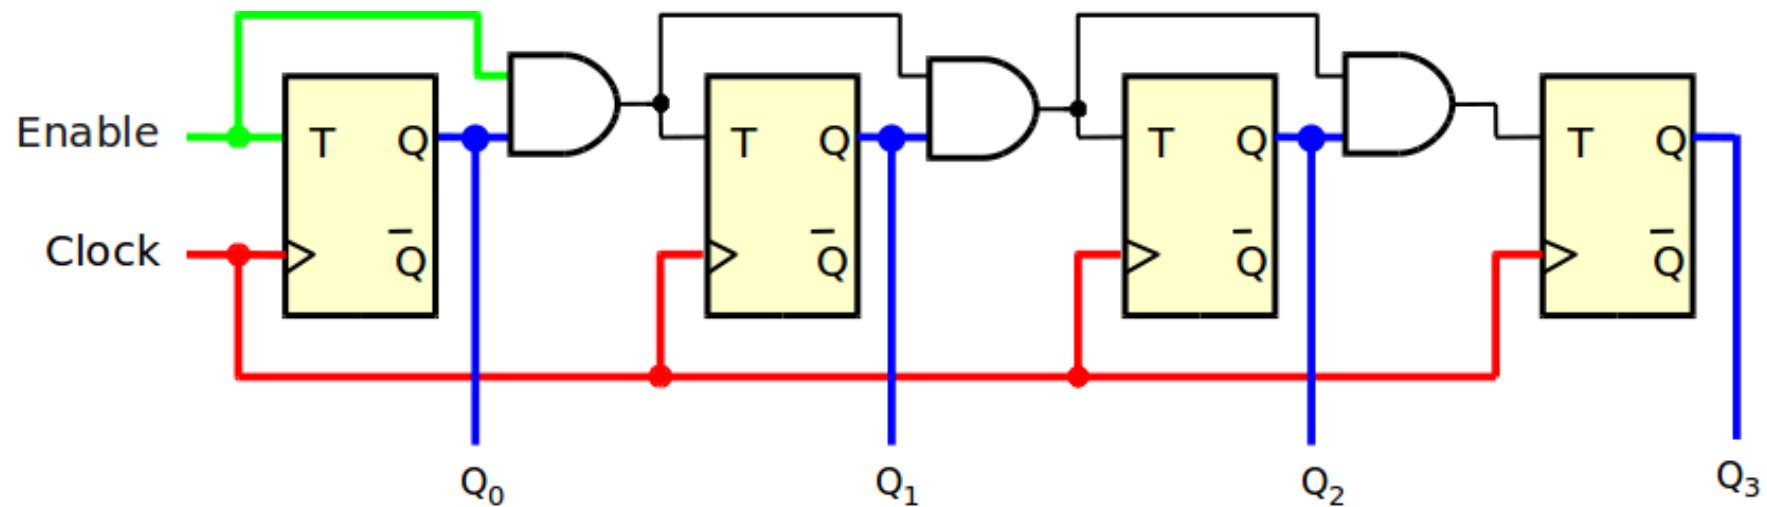 Enable
T Q
Q̅
T Q
Q̅
T Q
Q̅
T Q
Q̅
Clock
Q₀ Q₁ Q₂ Q₃